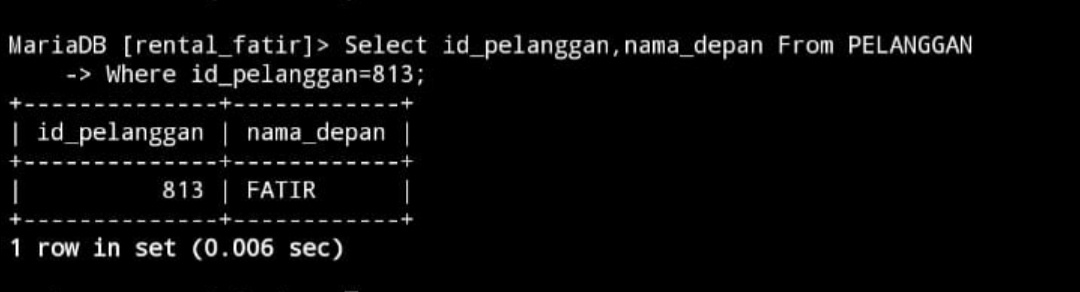 MariaDB [rental_fatir]> Select id_pelanggan,nama_depan From PELANGGAN
    -> Where id_pelanggan=813;
+--------------+------------+
| id_pelanggan | nama_depan |
+--------------+------------+
|          813 | FATIR      |
+--------------+------------+
1 row in set (0.006 sec)